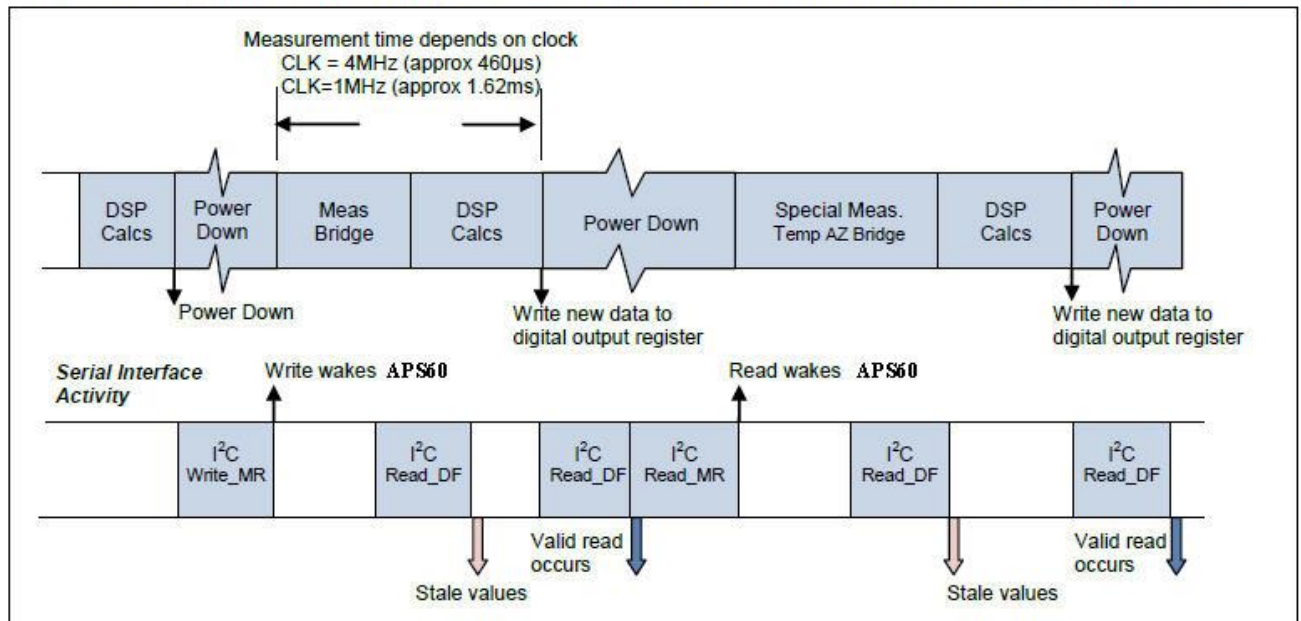 Measurement time depends on clock
CLK = 4MHz (approx 460µs)
CLK=1MHz (approx 1.62ms)
DSP Calcs
Power Down
Meas Bridge
DSP Calcs
Power Down
Special Meas. Temp AZ Bridge
DSP Calcs
Power Down
Power Down
Write new data to
digital output register
Write new data to
digital output register
Serial Interface
Activity
Write wakes APS60
Read wakes APS60
I²C Write_MR
I²C Read_DF
I²C Read_DF
I²C Read_MR
I²C Read_DF
I²C Read_DF
Valid read
occurs
Valid read
occurs
Stale values
Stale values